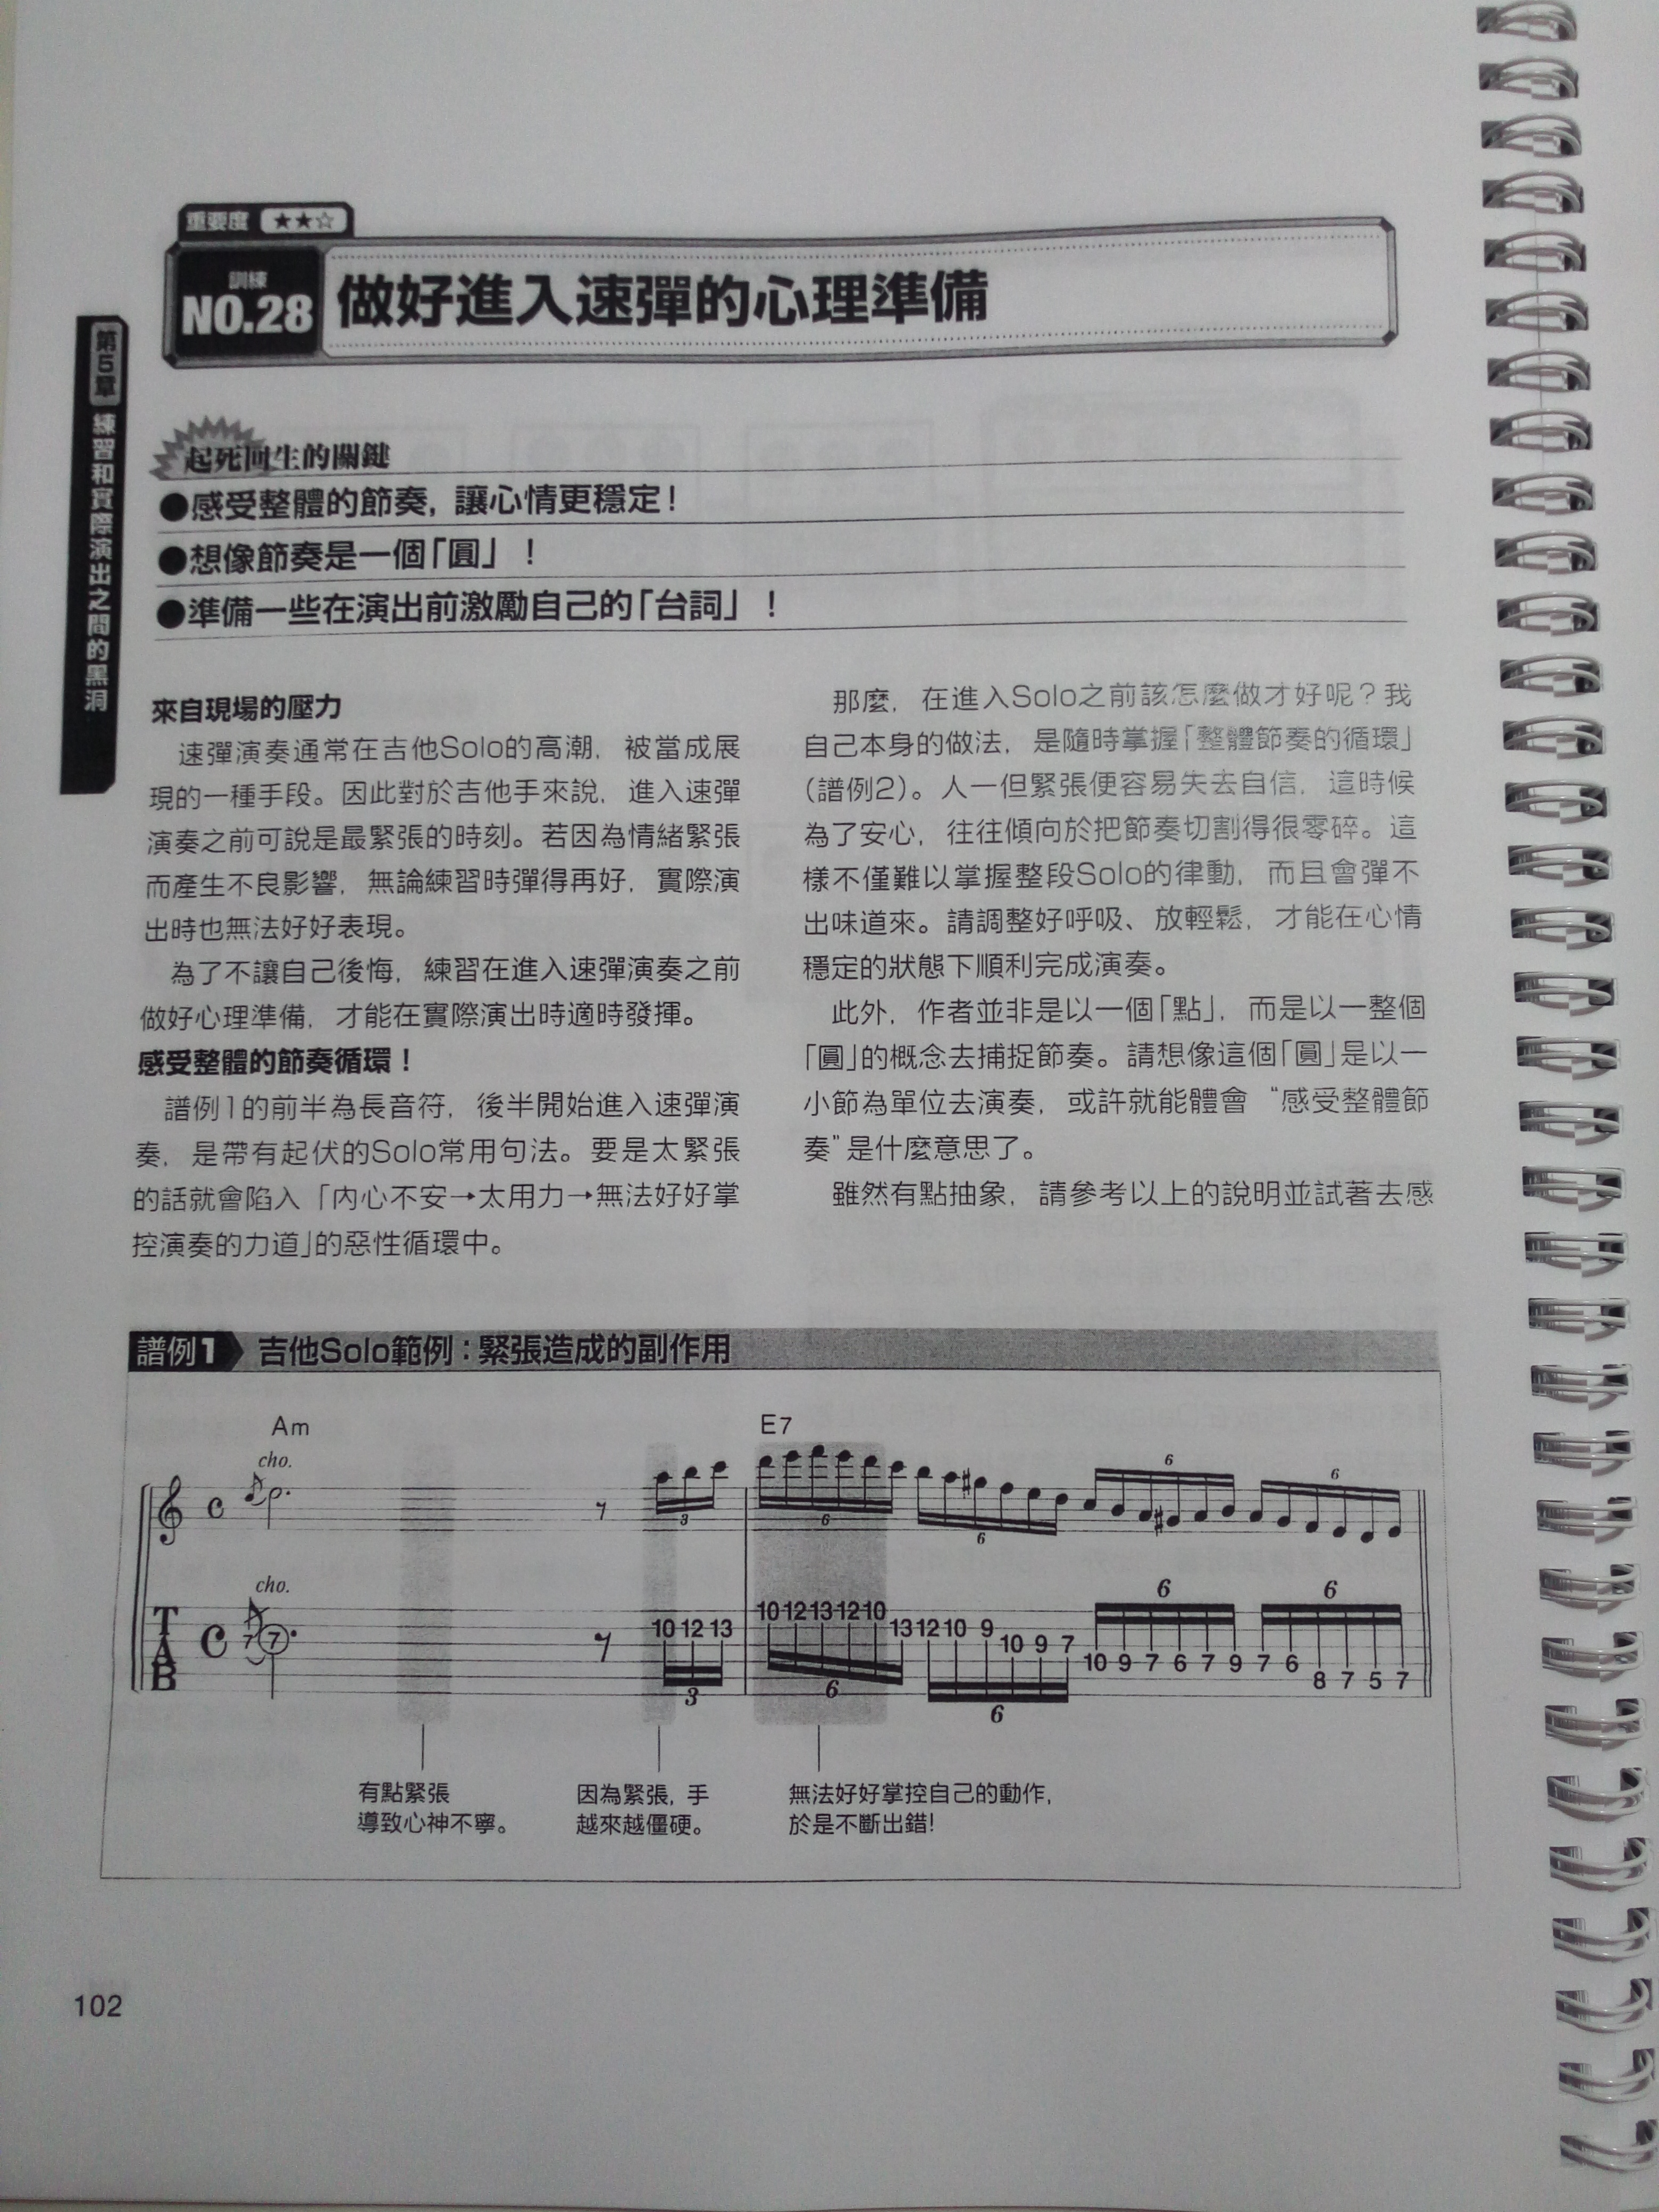 重要度 ★★☆
訓練
NO.28
做好進入速彈的心理準備
第5章 練習和實際演出之間的黑洞
起死回生的關鍵
●感受整體的節奏，讓心情更穩定！
●想像節奏是一個「圓」！
●準備一些在演出前激勵自己的「台詞」！
來自現場的壓力
速彈演奏通常在吉他Solo的高潮，被當成展
現的一種手段。因此對於吉他手來說，進入速彈
演奏之前可說是最緊張的時刻。若因為情緒緊張
而產生不良影響，無論練習時彈得再好，實際演
出時也無法好好表現。
為了不讓自己後悔，練習在進入速彈演奏之前
做好心理準備，才能在實際演出時適時發揮。
感受整體的節奏循環！
譜例1的前半為長音符，後半開始進入速彈演
奏，是帶有起伏的Solo常用句法。要是太緊張
的話就會陷入「內心不安→太用力→無法好好掌
控演奏的力道」的惡性循環中。
那麼，在進入Solo之前該怎麼做才好呢？我
自己本身的做法，是隨時掌握「整體節奏的循環」
(譜例2)。人一但緊張便容易失去自信，這時候
為了安心，往往傾向於把節奏切割得很零碎。這
樣不僅難以掌握整段Solo的律動，而且會彈不
出味道來。請調整好呼吸、放輕鬆，才能在心情
穩定的狀態下順利完成演奏。
此外，作者並非是以一個「點」，而是以一整個
「圓」的概念去捕捉節奏。請想像這個「圓」是以一
小節為單位去演奏，或許就能體會“感受整體節
奏”是什麼意思了。
雖然有點抽象，請參考以上的說明並試著去感
譜例1 吉他Solo範例：緊張造成的副作用
Am E7
cho.
3 6 6 6 6
cho.
T
A
B
7 7 10 12 13 10 12 13 12 10 13 12 10 9 10 9 7 10 9 7 6 7 9 7 6 8 7 5 7
3 6 6 6 6
有點緊張
導致心神不寧。
因為緊張，手
越來越僵硬。
無法好好掌控自己的動作，
於是不斷出錯！
102